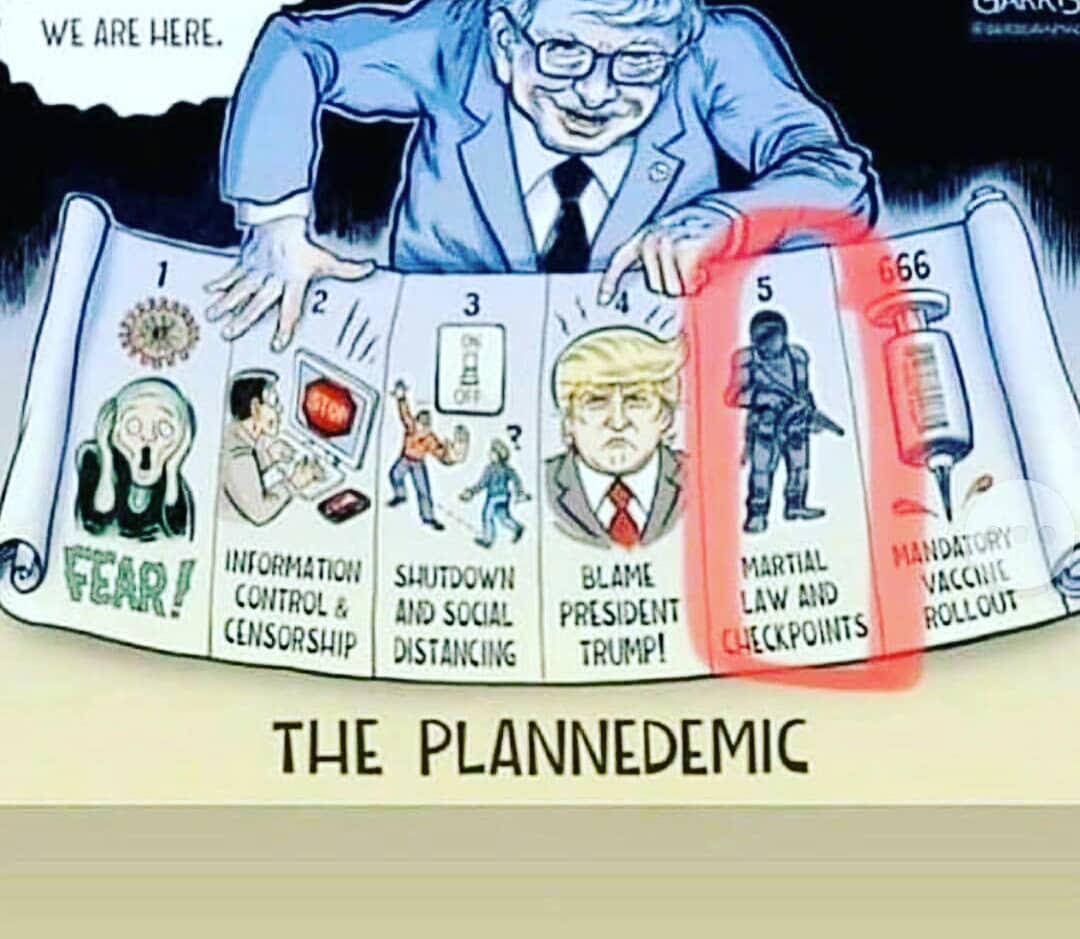 WE ARE HERE.
1
2
3
4
5
666
ON
OFF
STOP
?
FEAR!
INFORMATION
CONTROL &
CENSORSHIP
SHUTDOWN
AND SOCIAL
DISTANCING
BLAME
PRESIDENT
TRUMP!
MARTIAL
LAW AND
CHECKPOINTS
MANDATORY
VACCINE
ROLLOUT
THE PLANNEDEMIC